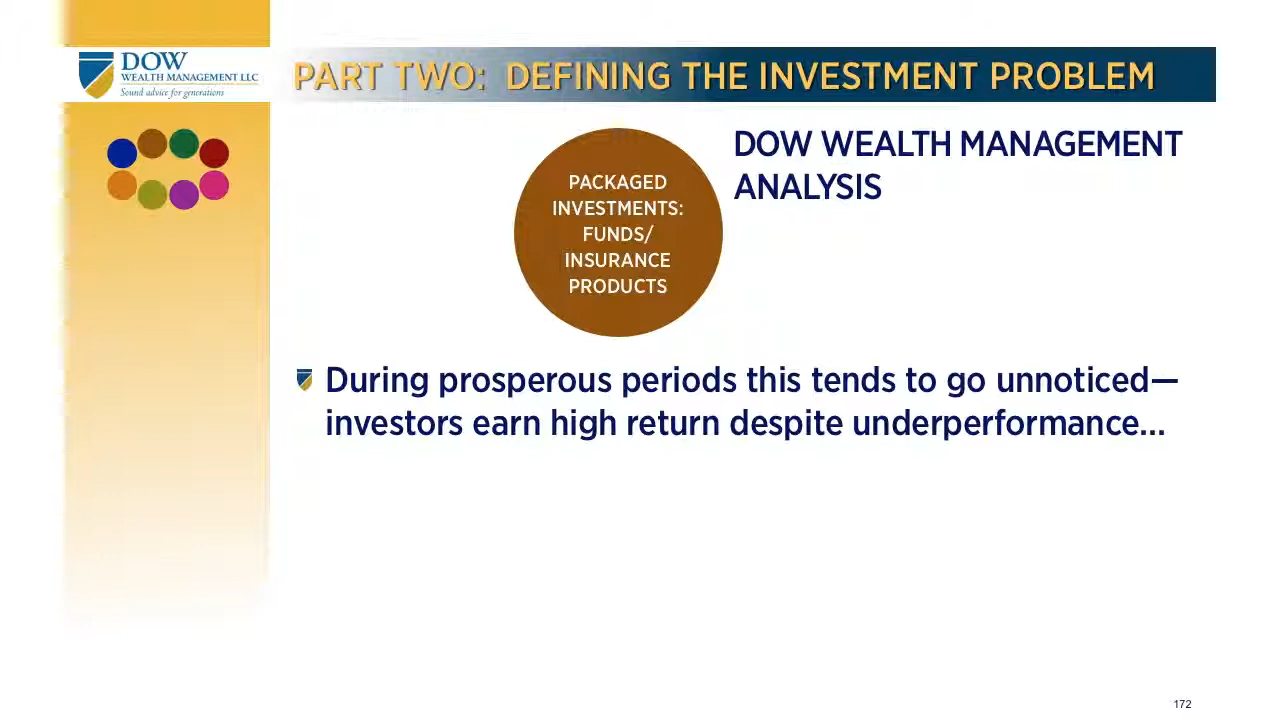 DOW
WEALTH MANAGEMENT LLC
Sound advice for generations
PART TWO:  DEFINING THE INVESTMENT PROBLEM
PACKAGED
INVESTMENTS:
FUNDS/
INSURANCE
PRODUCTS
DOW WEALTH MANAGEMENT
ANALYSIS
During prosperous periods this tends to go unnoticed—
investors earn high return despite underperformance...
172